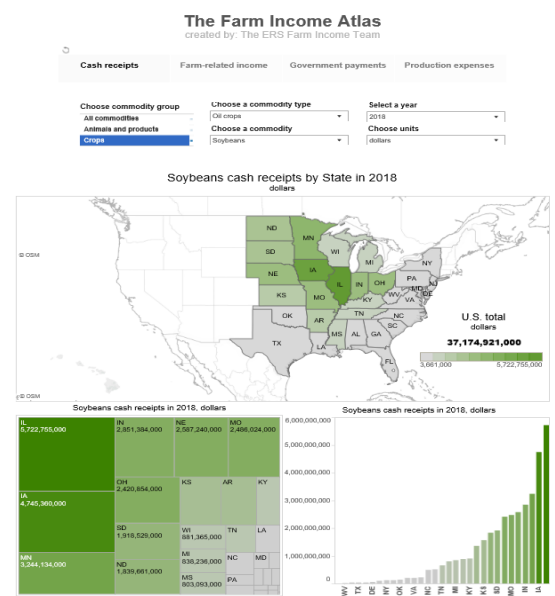 The Farm Income Atlas
created by: The ERS Farm Income Team
Cash receipts Farm-related income Government payments Production expenses
Choose commodity group
All commodities
Animals and products
Crops
Choose a commodity type
Oil crops
Choose a commodity
Soybeans
Select a year
2018
Choose units
dollars
Soybeans cash receipts by State in 2018
dollars
© OSM
© OSM
ND
MN
SD
WI
MI
NY
NE
IA
PA
NJ
IL
IN
OH
MD
DE
KS
MO
WV
VA
KY
OK
AR
TN
NC
SC
TX
MS
AL
GA
LA
FL
U.S. total
dollars
37,174,921,000
3,661,000 5,722,755,000
Soybeans cash receipts in 2018, dollars
IL
5,722,755,000
IA
4,745,360,000
MN
3,244,134,000
IN
2,851,384,000
NE
2,587,240,000
MO
2,486,024,000
OH
2,420,554,000
SD
1,918,529,000
ND
1,839,661,000
KS
AR
KY
WI
881,365,000
MI
838,236,000
MS
803,093,000
TN
LA
NC
MD
PA
Soybeans cash receipts in 2018, dollars
6,000,000,000
5,000,000,000
4,000,000,000
3,000,000,000
2,000,000,000
1,000,000,000
0
WV
TX
DE
NY
AL
VA
NC
TN
MI
KY
KS
SD
MO
IN
IA